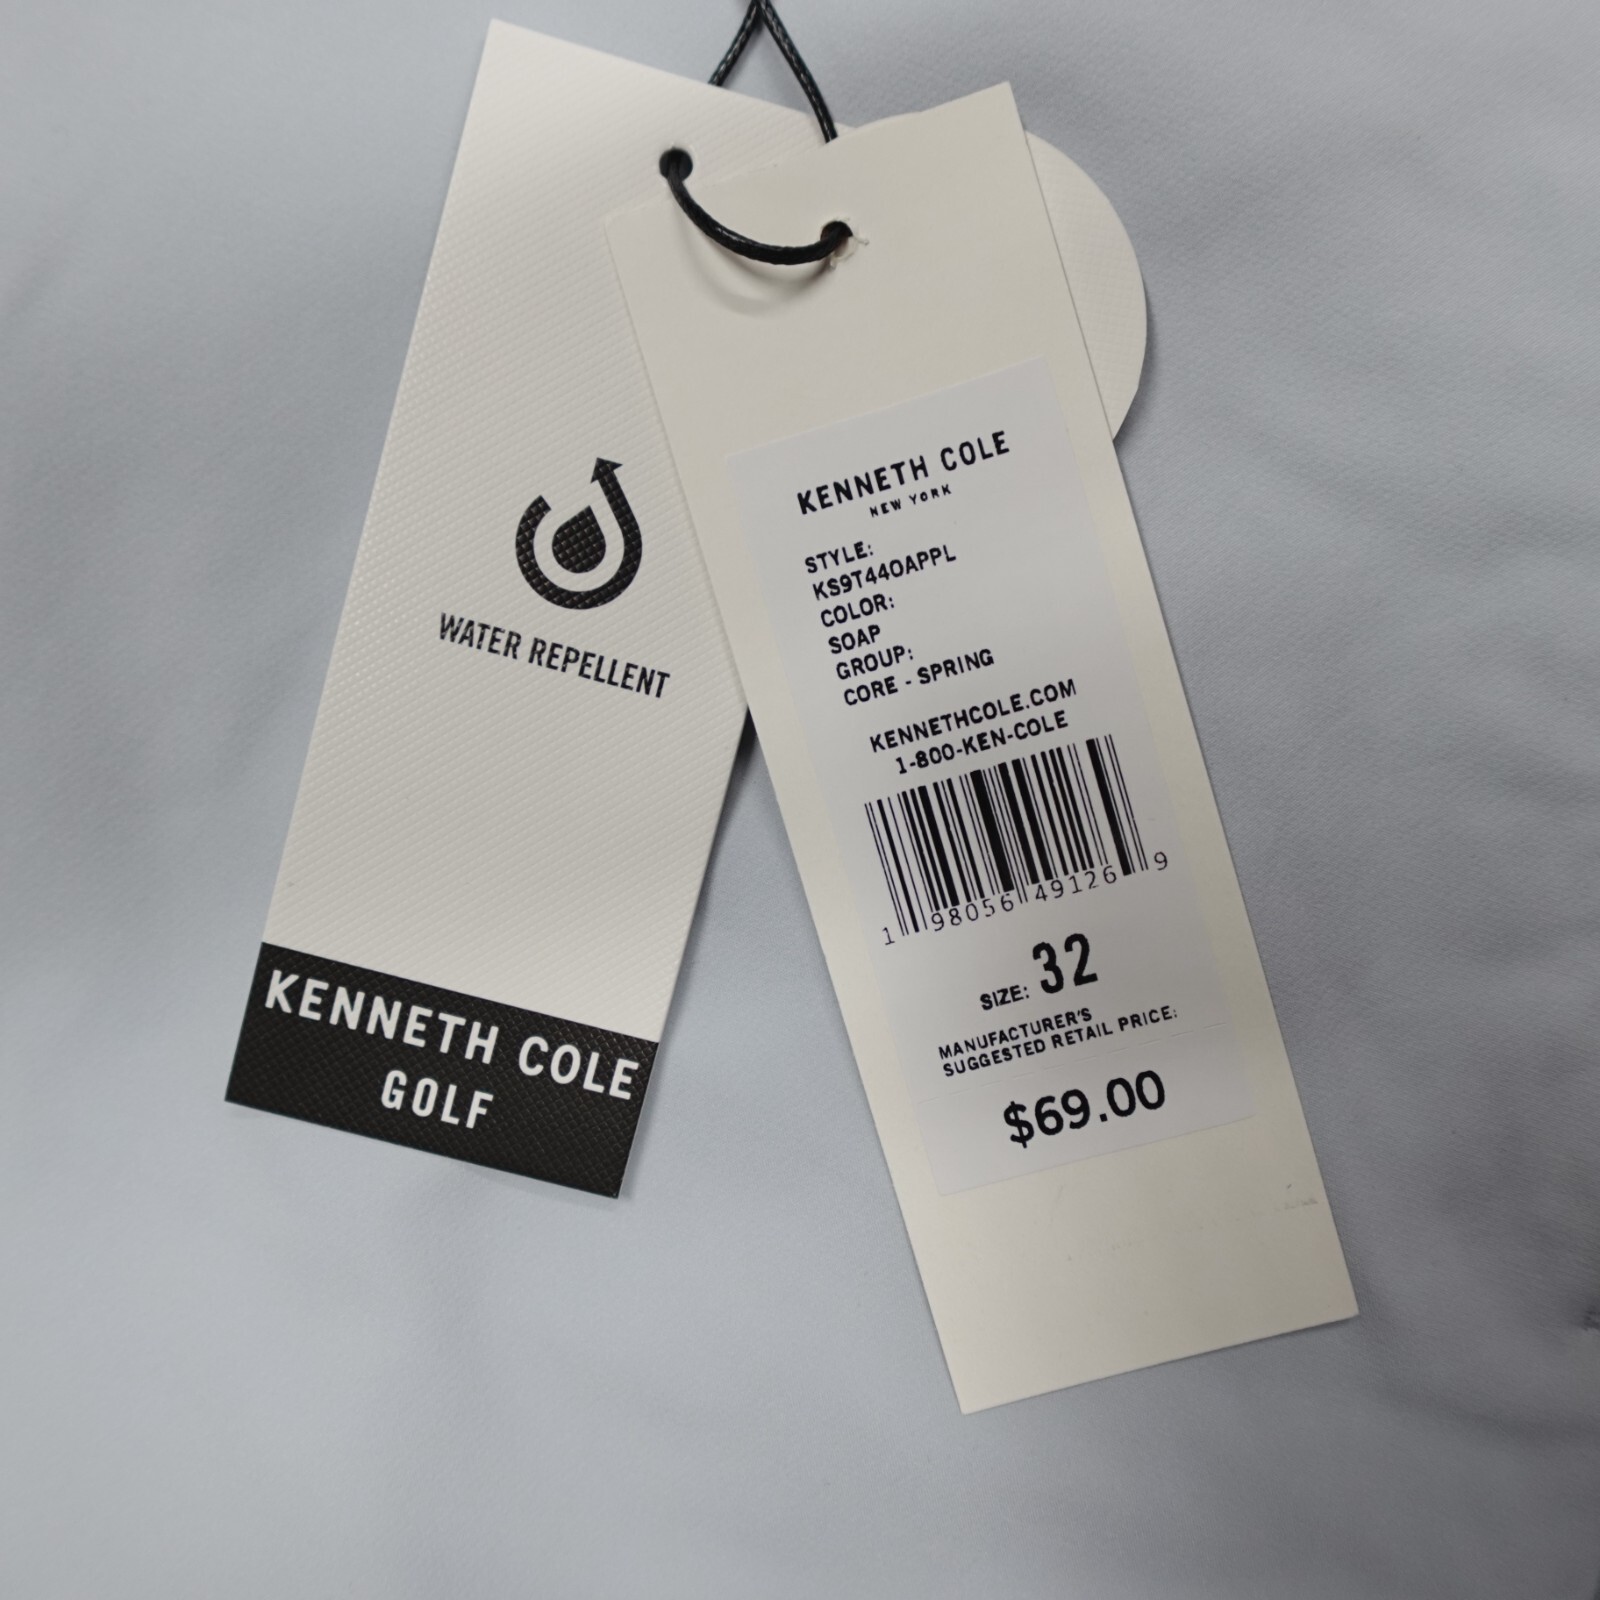 WATER REPELLENT
KENNETH COLE
GOLF
KENNETH COLE
NEW YORK
STYLE:
KS9T440APPL
COLOR:
SOAP
GROUP:
CORE - SPRING
KENNETHCOLE.COM
1-800-KEN-COLE
1 98056 49126 9
SIZE: 32
MANUFACTURER'S
SUGGESTED RETAIL PRICE:
$69.00